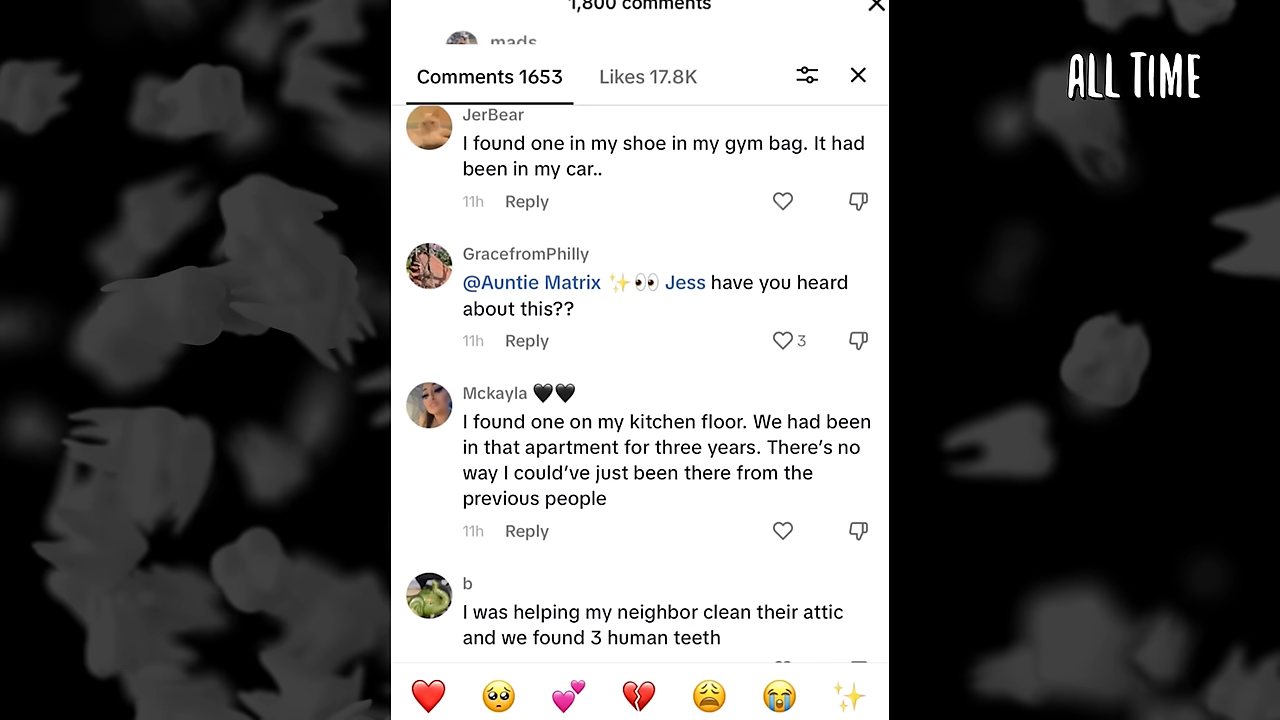 1,800 comments
mads
Comments 1653
Likes 17.8K
ALL TIME
JerBear
I found one in my shoe in my gym bag. It had
been in my car..
11h Reply
GracefromPhilly
@Auntie Matrix ✨👀 Jess have you heard
about this??
11h Reply 3
Mckayla 🖤🖤
I found one on my kitchen floor. We had been
in that apartment for three years. There’s no
way I could’ve just been there from the
previous people
11h Reply
b
I was helping my neighbor clean their attic
and we found 3 human teeth